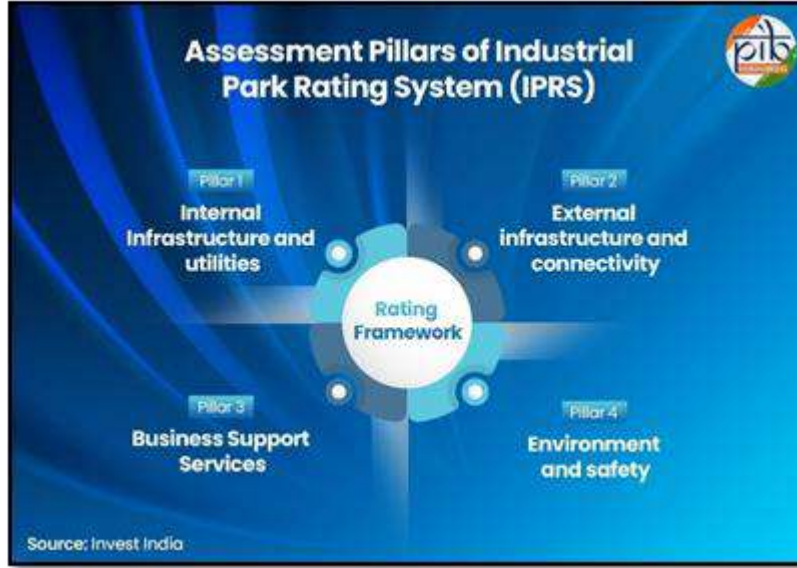 Assessment Pillars of Industrial
Park Rating System (IPRS)
pib
Pillar 1
Internal
Infrastructure and
utilities
Pillar 2
External
infrastructure and
connectivity
Rating
Framework
Pillar 3
Business Support
Services
Pillar 4
Environment
and safety
Source: Invest India